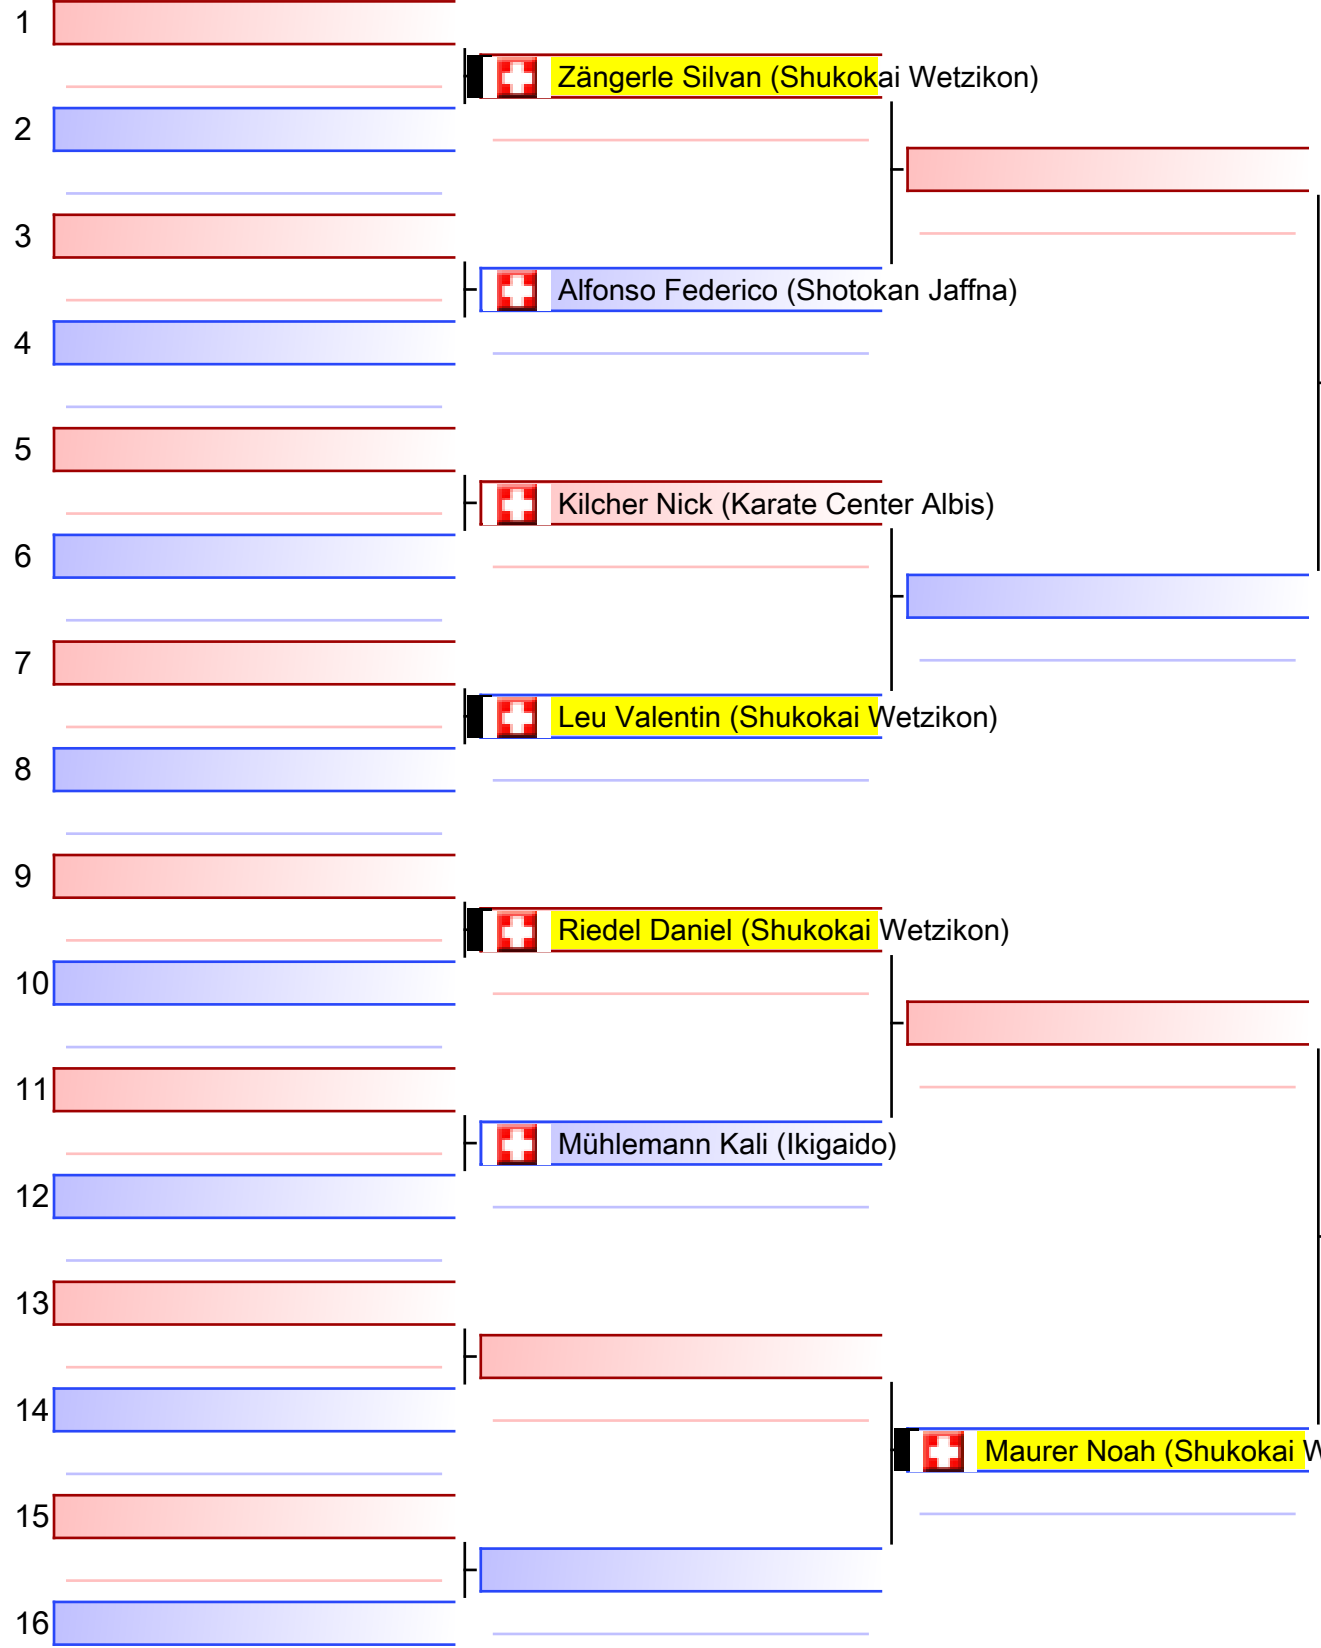 1
Zängerle Silvan (Shukokai Wetzikon)
2
3
Alfonso Federico (Shotokan Jaffna)
4
5
Kilcher Nick (Karate Center Albis)
6
7
Leu Valentin (Shukokai Wetzikon)
8
9
Riedel Daniel (Shukokai Wetzikon)
10
11
Mühlemann Kali (Ikigaido)
12
13
14
Maurer Noah (Shukokai
15
16